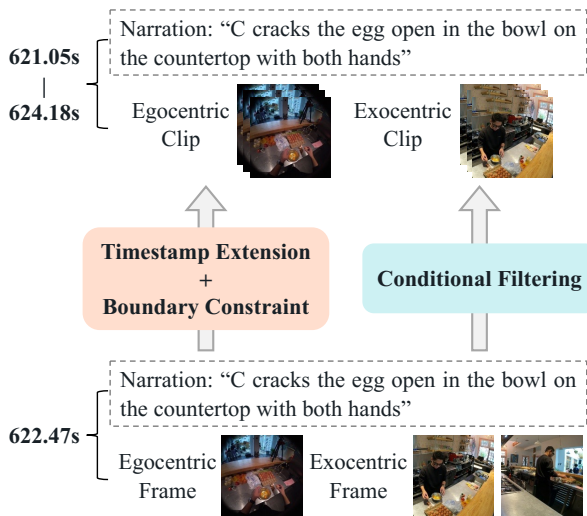 Narration: “C cracks the egg open in the bowl on
the countertop with both hands”
621.05s
|
624.18s
Egocentric
Clip
Exocentric
Clip
Timestamp Extension
+
Boundary Constraint
Conditional Filtering
Narration: “C cracks the egg open in the bowl on
the countertop with both hands”
622.47s
Egocentric
Frame
Exocentric
Frame